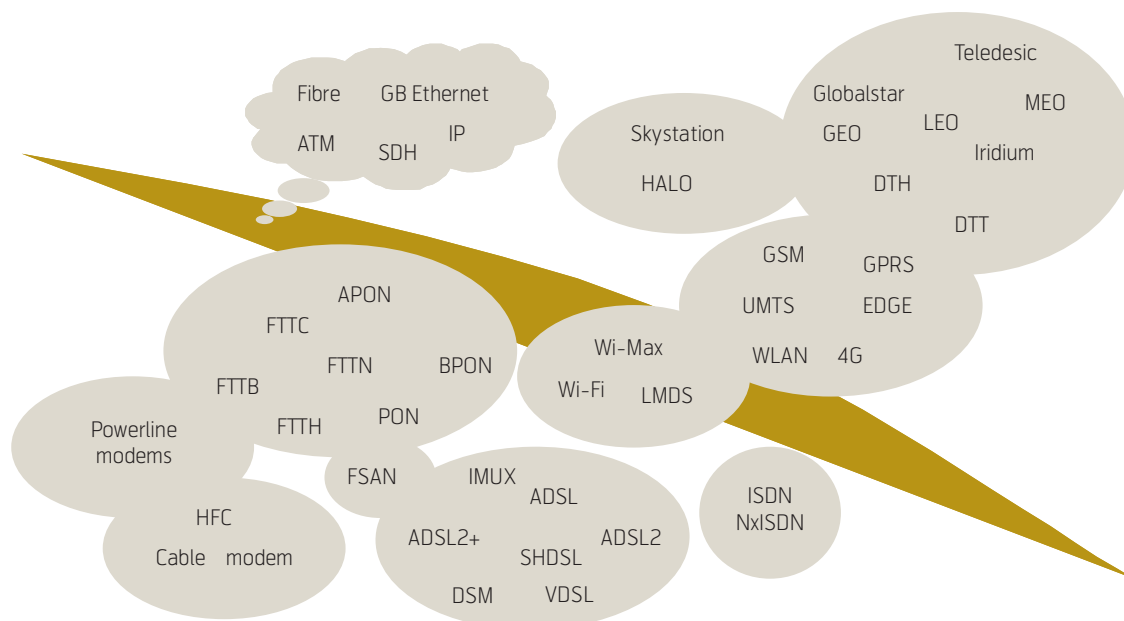 Fibre
GB Ethernet
ATM
SDH
IP
Skystation
HALO
Teledesic
Globalstar
MEO
GEO
LEO
Iridium
DTH
DTT
GSM
GPRS
UMTS
EDGE
WLAN
4G
Wi-Max
Wi-Fi
LMDS
APON
FTTC
FTTN
BPON
FTTB
PON
FTTH
Powerline
modems
FSAN
HFC
Cable modem
IMUX
ADSL
ADSL2+
ADSL2
SHDSL
DSM
VDSL
ISDN
NxISDN